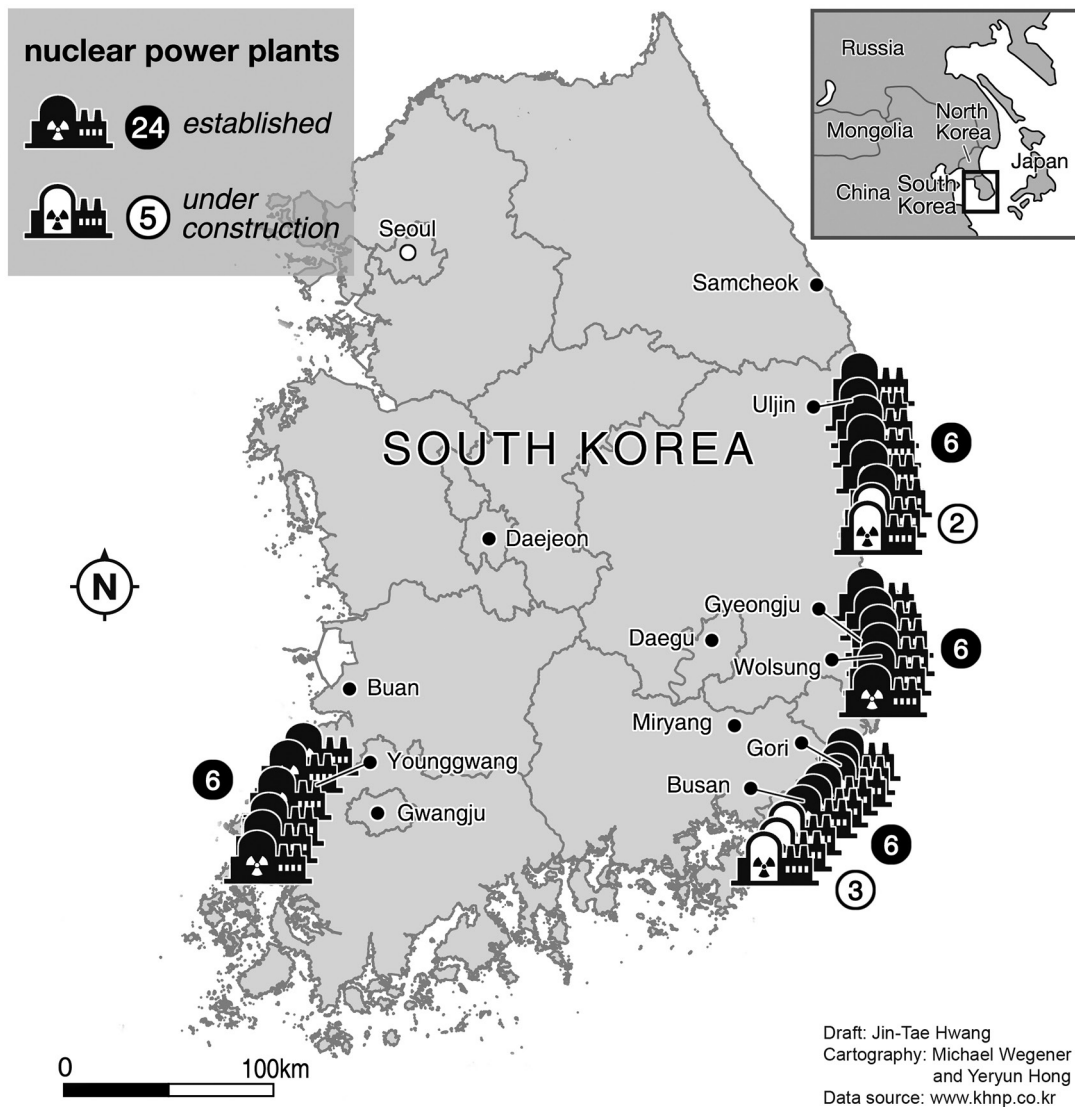 nuclear power plants
24 established
5 under
construction
Russia
Mongolia
North
Korea
Japan
China
South
Korea
Seoul
Samcheok
Uljin
SOUTH KOREA
6
2
Daejeon
N
Gyeongju
Daegu
6
Wolsung
Buan
Miryang
Gori
Younggwang
6
Busan
Gwangju
6
3
0 100km
Draft: Jin-Tae Hwang
Cartography: Michael Wegener
and Yeryun Hong
Data source: www.khnp.co.kr